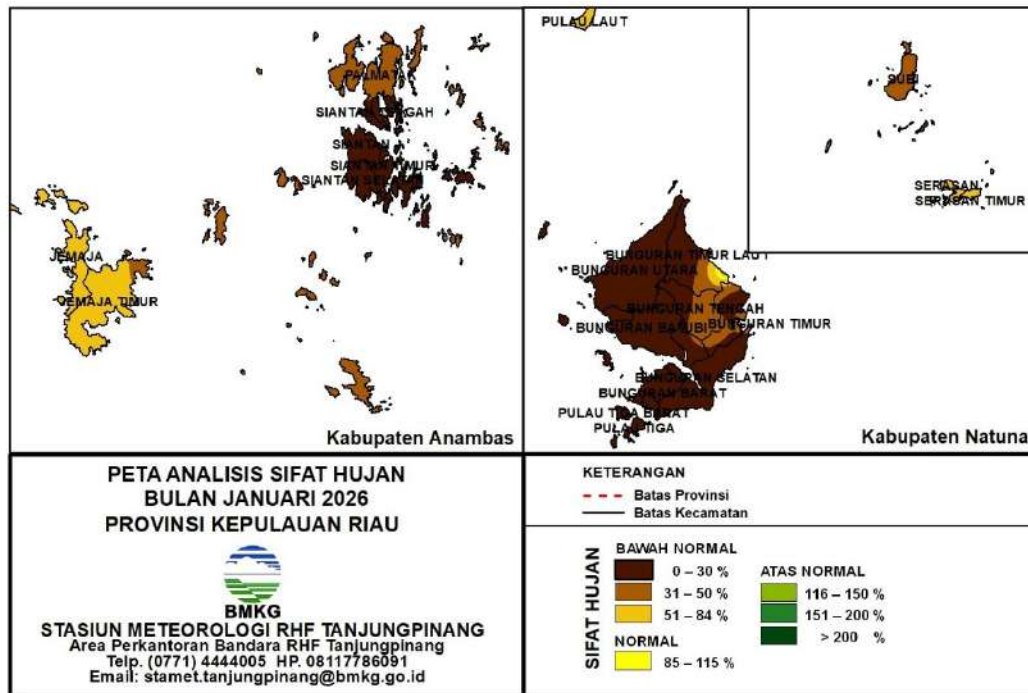 PALMATAK
SIANTAN TENGAH
SIANTAN
SIANTAN TIMUR
SIANTAN SELATAN
JEMAJA
JEMAJA TIMUR
Kabupaten Anambas
PULAU LAUT
SUBI
SERASAN
SERASAN TIMUR
BUNGURAN TIMUR LAUT
BUNGURAN UTARA
BUNGURAN TENGAH
BUNGURAN BATUBI
BUNGURAN TIMUR
BUNGURAN SELATAN
BUNGURAN BARAT
PULAU TIGA BARAT
PULAU TIGA
Kabupaten Natuna
PETA ANALISIS SIFAT HUJAN
BULAN JANUARI 2026
PROVINSI KEPULAUAN RIAU
BMKG
STASIUN METEOROLOGI RHF TANJUNGPINANG
Area Perkantoran Bandara RHF Tanjungpinang
Telp. (0771) 4444005 HP. 08117786091
Email: stamet.tanjungpinang@bmkg.go.id
KETERANGAN
Batas Provinsi
Batas Kecamatan
SIFAT HUJAN
BAWAH NORMAL
0 – 30 %
31 – 50 %
51 – 84 %
NORMAL
85 – 115 %
ATAS NORMAL
116 – 150 %
151 – 200 %
> 200 %